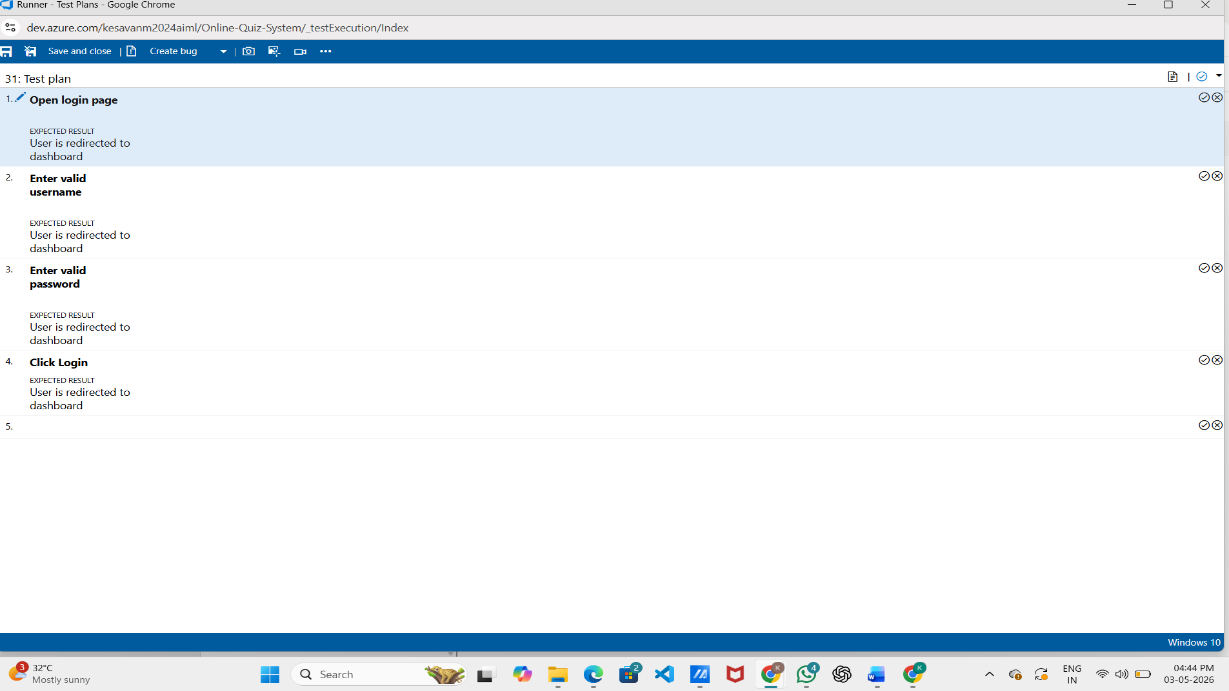 Runner - Test Plans - Google Chrome
dev.azure.com/kesavanm2024aiml/Online-Quiz-System/_testExecution/Index
Save and close | Create bug
31: Test plan
1. Open login page
EXPECTED RESULT
User is redirected to
dashboard
2. Enter valid
username
EXPECTED RESULT
User is redirected to
dashboard
3. Enter valid
password
EXPECTED RESULT
User is redirected to
dashboard
4. Click Login
EXPECTED RESULT
User is redirected to
dashboard
5.
Windows 10
3
32°C
Mostly sunny
Search
2
W
K
4
K
ENG
IN
04:44 PM
03-05-2026